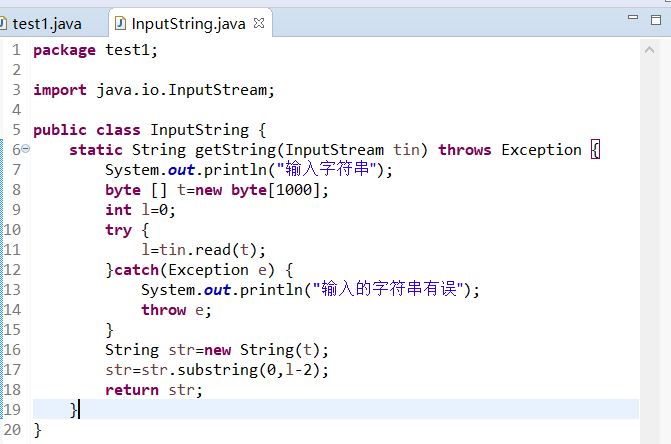 test1.java InputString.java
1 package test1;
2
3 import java.io.InputStream;
4
5 public class InputString {
6 static String getString(InputStream tin) throws Exception {
7 System.out.println("输入字符串");
8 byte [] t=new byte[1000];
9 int l=0;
10 try {
11 l=tin.read(t);
12 }catch(Exception e) {
13 System.out.println("输入的字符串有误");
14 throw e;
15 }
16 String str=new String(t);
17 str=str.substring(0,l-2);
18 return str;
19 }
20 }